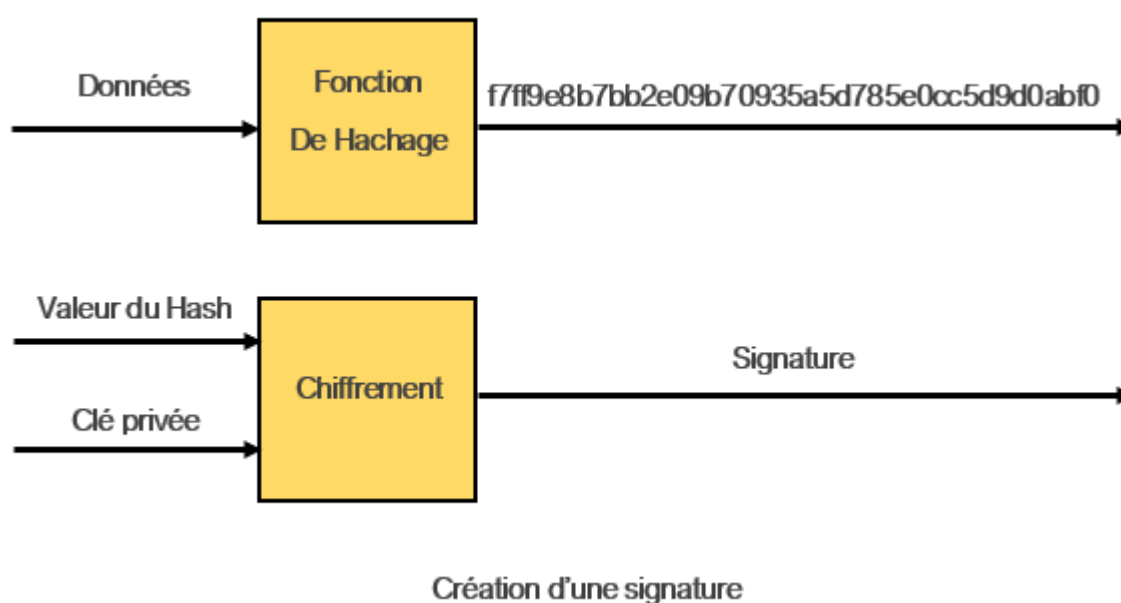 Données
Fonction
De Hachage
f7ff9e8b7bb2e09b70935a5d785e0cc5d9d0abf0
Valeur du Hash
Clé privée
Chiffrement
Signature
Création d’une signature